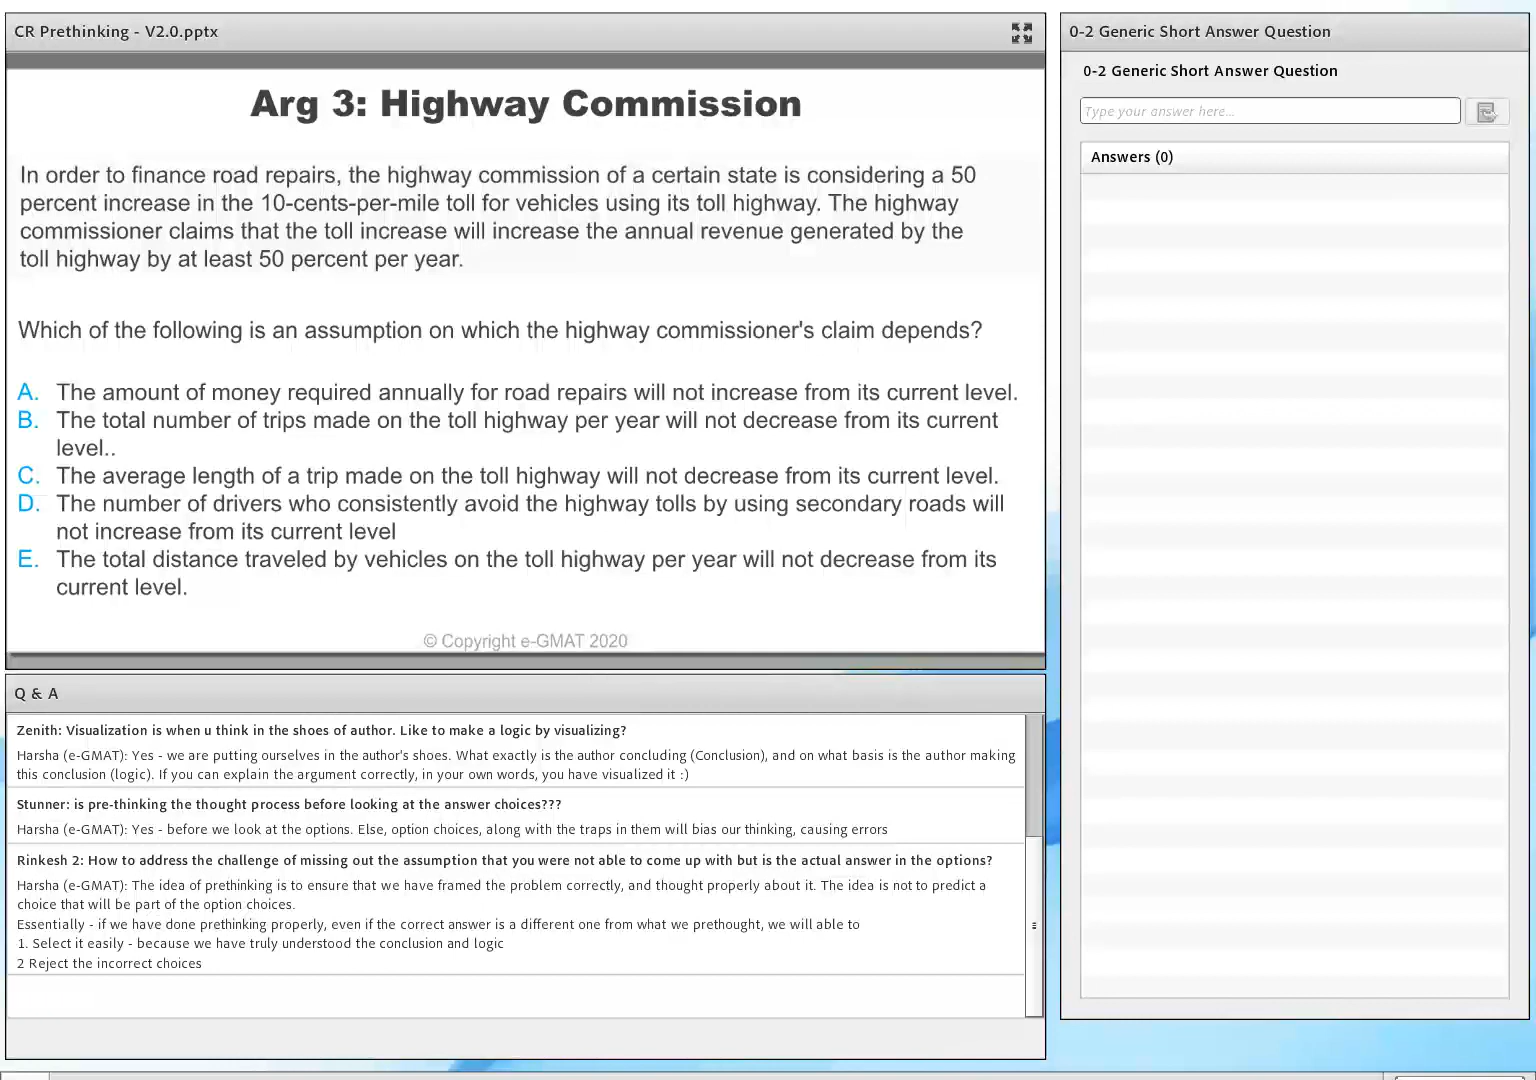 CR Prethinking - V2.0.pptx
Arg 3: Highway Commission
In order to finance road repairs, the highway commission of a certain state is considering a 50
percent increase in the 10-cents-per-mile toll for vehicles using its toll highway. The highway
commissioner claims that the toll increase will increase the annual revenue generated by the
toll highway by at least 50 percent per year.
Which of the following is an assumption on which the highway commissioner's claim depends?
A. The amount of money required annually for road repairs will not increase from its current level.
B. The total number of trips made on the toll highway per year will not decrease from its current
level..
C. The average length of a trip made on the toll highway will not decrease from its current level.
D. The number of drivers who consistently avoid the highway tolls by using secondary roads will
not increase from its current level
E. The total distance traveled by vehicles on the toll highway per year will not decrease from its
current level.
© Copyright e-GMAT 2020
Q & A
Zenith: Visualization is when u think in the shoes of author. Like to make a logic by visualizing?
Harsha (e-GMAT): Yes - we are putting ourselves in the author's shoes. What exactly is the author concluding (Conclusion), and on what basis is the author making
this conclusion (logic). If you can explain the argument correctly, in your own words, you have visualized it :)
Stunner: is pre-thinking the thought process before looking at the answer choices???
Harsha (e-GMAT): Yes - before we look at the options. Else, option choices, along with the traps in them will bias our thinking, causing errors
Rinkesh 2: How to address the challenge of missing out the assumption that you were not able to come up with but is the actual answer in the options?
Harsha (e-GMAT): The idea of prethinking is to ensure that we have framed the problem correctly, and thought properly about it. The idea is not to predict a
choice that will be part of the option choices.
Essentially - if we have done prethinking properly, even if the correct answer is a different one from what we prethought, we will able to
1. Select it easily - because we have truly understood the conclusion and logic
2 Reject the incorrect choices
0-2 Generic Short Answer Question
0-2 Generic Short Answer Question
Type your answer here...
Answers (0)